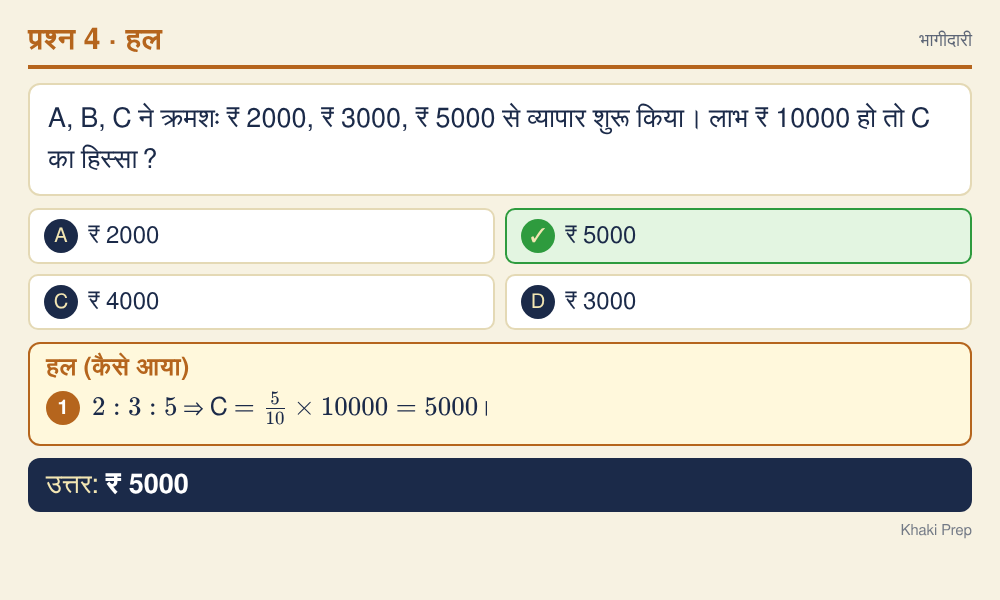 प्रश्न 4 · हल
भागीदारी
A, B, C ने क्रमशः ₹ 2000, ₹ 3000, ₹ 5000 से व्यापार शुरू किया। लाभ ₹ 10000 हो तो C
का हिस्सा ?
A ₹ 2000
✓ ₹ 5000
C ₹ 4000
D ₹ 3000
हल (कैसे आया)
1 2 : 3 : 5 ⇒ C = 5/10 × 10000 = 5000।
उत्तर: ₹ 5000
Khaki Prep